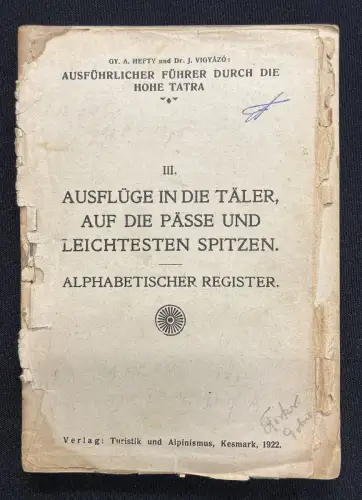 GY. A. HEFTY und Dr. J. VIGYÁZÓ:
AUSFÜHRLICHER FÜHRER DURCH DIE
HOHE TATRA
III.
AUSFLÜGE IN DIE TÄLER,
AUF DIE PÄSSE UND
LEICHTESTEN SPITZEN.
ALPHABETISCHER REGISTER.
Verlag: Turistik und Alpinismus, Kesmark, 1922.